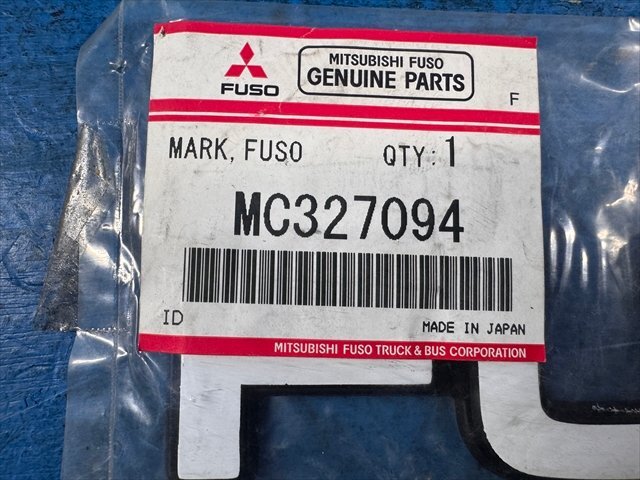 FUSO
MITSUBISHI FUSO
GENUINE PARTS
F
MARK, FUSO QTY: 1
MC327094
ID
MADE IN JAPAN
MITSUBISHI FUSO TRUCK & BUS CORPORATION